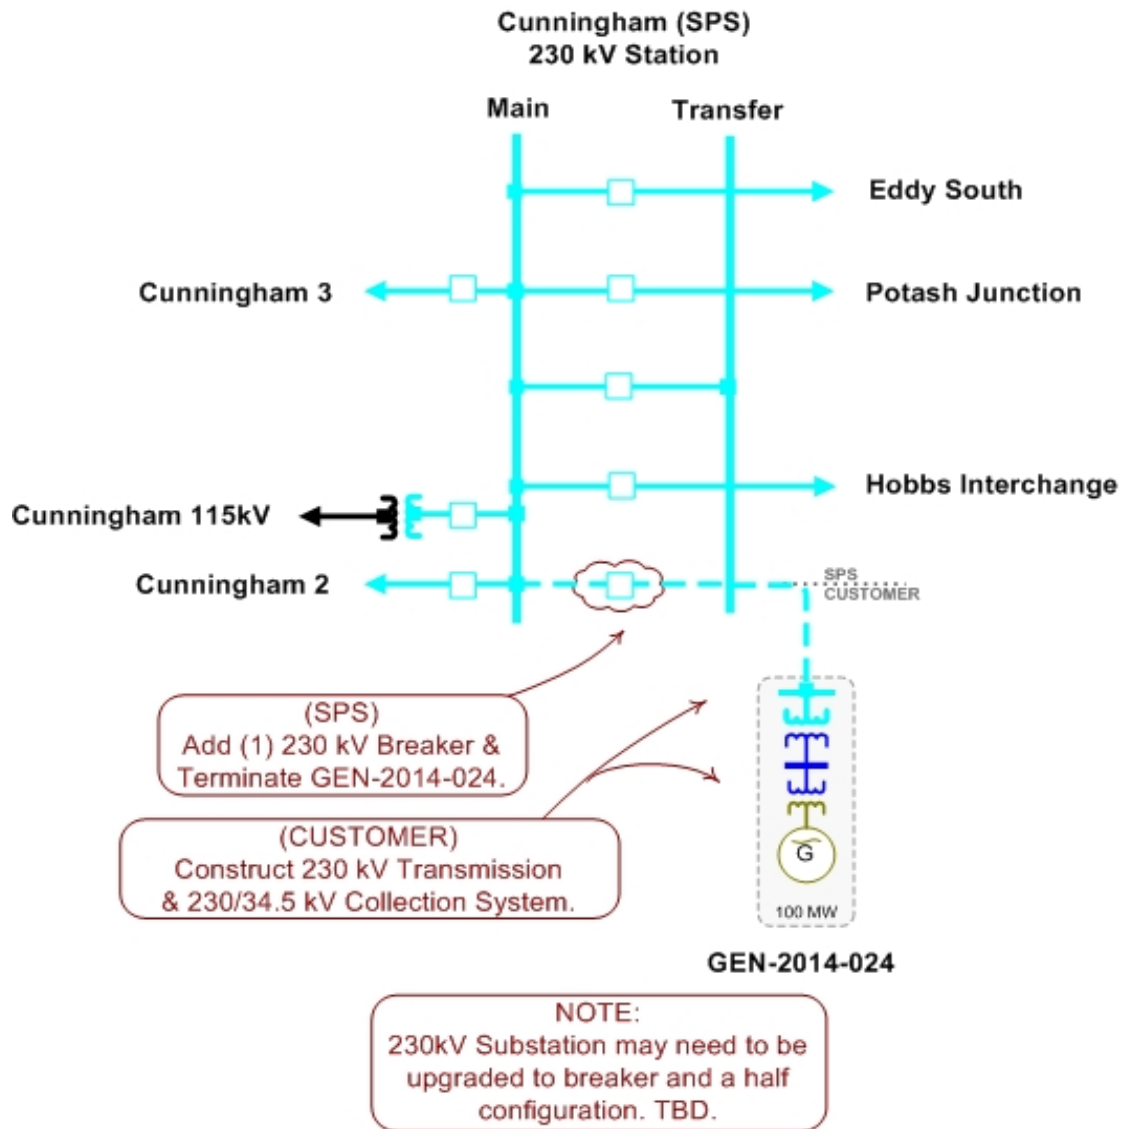 Cunningham (SPS)
230 kV Station
Main
Transfer
Eddy South
Cunningham 3
Potash Junction
Hobbs Interchange
Cunningham 115kV
Cunningham 2
SPS
CUSTOMER
(SPS)
Add (1) 230 kV Breaker &
Terminate GEN-2014-024.
(CUSTOMER)
Construct 230 kV Transmission
& 230/34.5 kV Collection System.
G
100 MW
GEN-2014-024
NOTE:
230kV Substation may need to be
upgraded to breaker and a half
configuration. TBD.